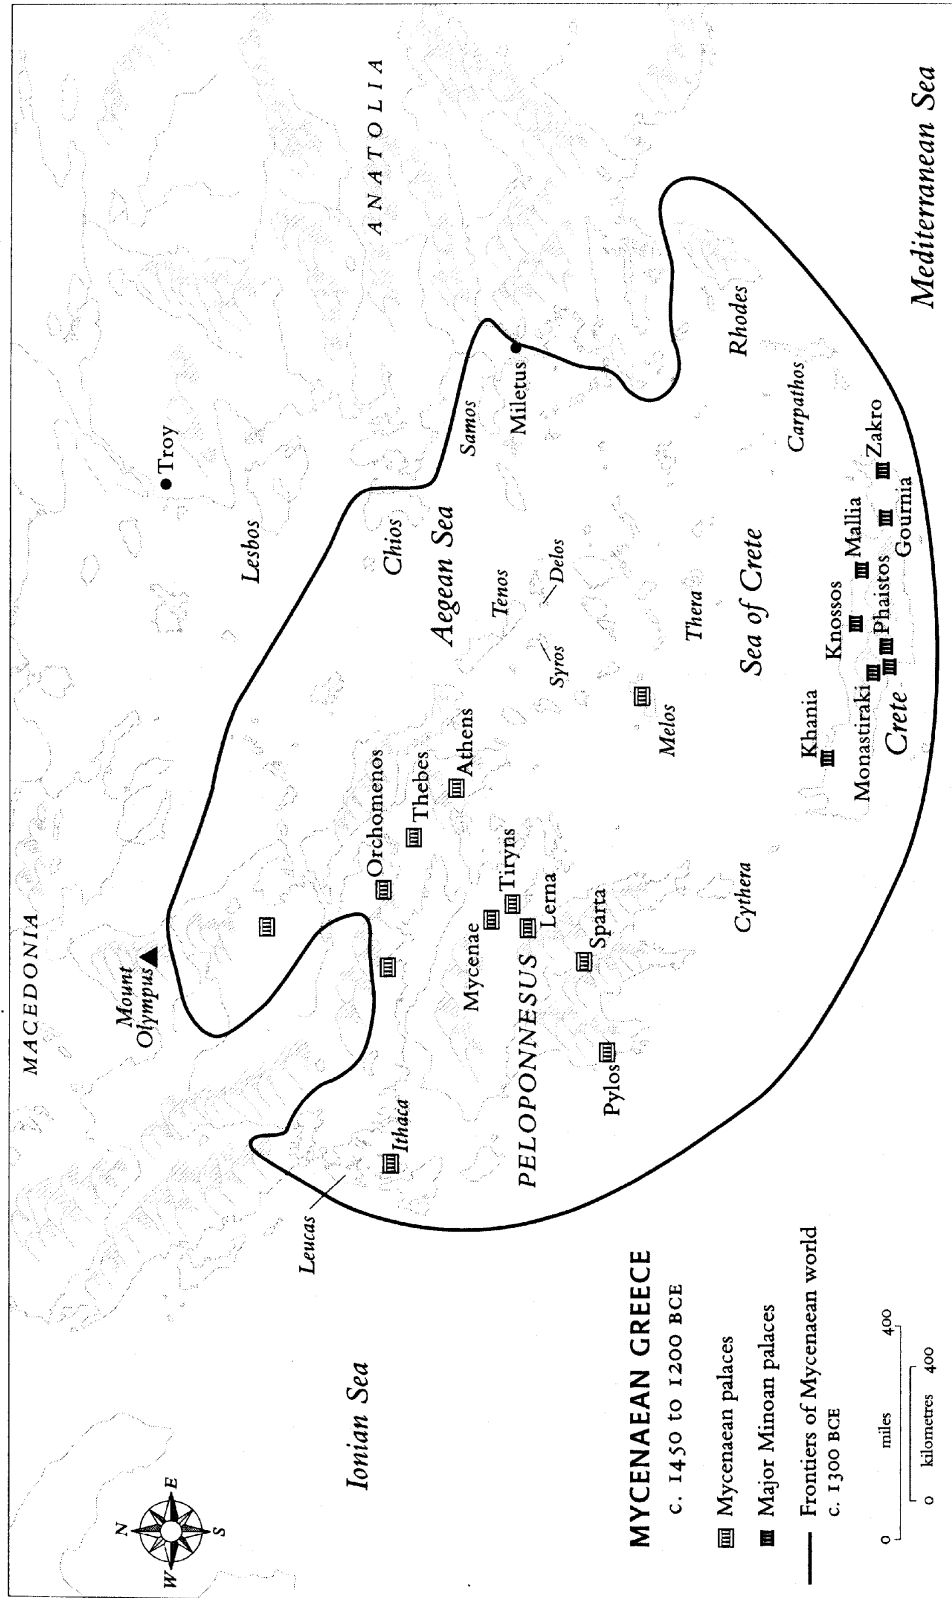 MACEDONIA
Mount
Olympus
Troy
ANATOLIA
Lesbos
Leucas
Ithaca
Orchomenos
Thebes
Athens
Chios
Aegean Sea
Samos
Miletus
Ionian Sea
Mycenae
Tiryns
Lerna
PELOPONNESUS
Sparta
Pylos
Tenos
Delos
Syros
Melos
Thera
Sea of Crete
Rhodes
Carpathos
Cythera
Khania
Knossos
Mallia
Zakro
Monastiraki
Phaistos
Gournia
Crete
Mediterranean Sea
N
W
E
S
MYCENAEAN GREECE
c. 1450 to 1200 BCE
Mycenaean palaces
Major Minoan palaces
Frontiers of Mycenaean world
c. 1300 BCE
0 miles 400
0 kilometres 400